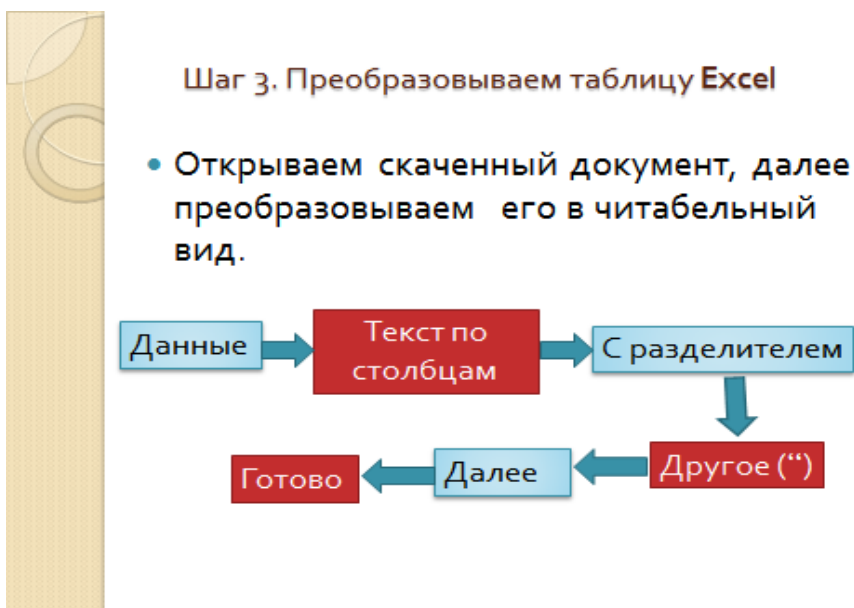 Шаг 3. Преобразовываем таблицу Excel
• Открываем скаченный документ, далее
преобразовываем его в читабельный
вид.
Данные
Текст по
столбцам
С разделителем
Другое (“)
Далее
Готово